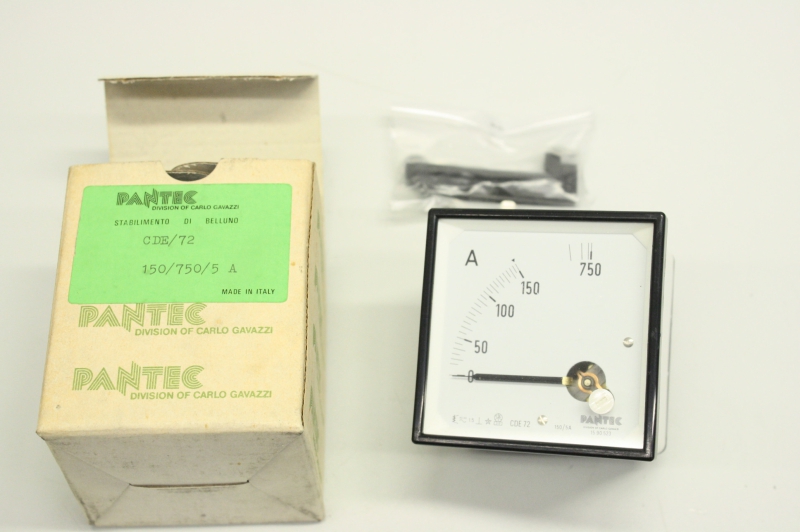 PANTEC
DIVISION OF CARLO GAVAZZI
STABILIMENTO DI BELLUNO
CDE/72
150/750/5 A
MADE IN ITALY
PANTEC
DIVISION OF CARLO GAVAZZI
PANTEC
DIVISION OF CARLO GAVAZZI
A
750
150
100
50
0
CDE 72
PANTEC